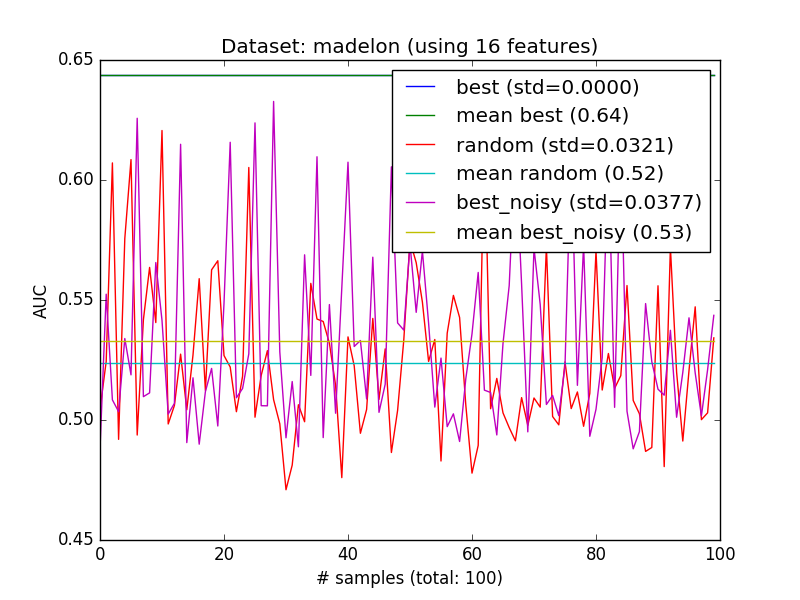 Dataset: madelon (using 16 features)
0.65
0.60
0.55
0.50
0.45
AUC
best (std=0.0000)
mean best (0.64)
random (std=0.0321)
mean random (0.52)
best_noisy (std=0.0377)
mean best_noisy (0.53)
0 20 40 60 80 100
# samples (total: 100)